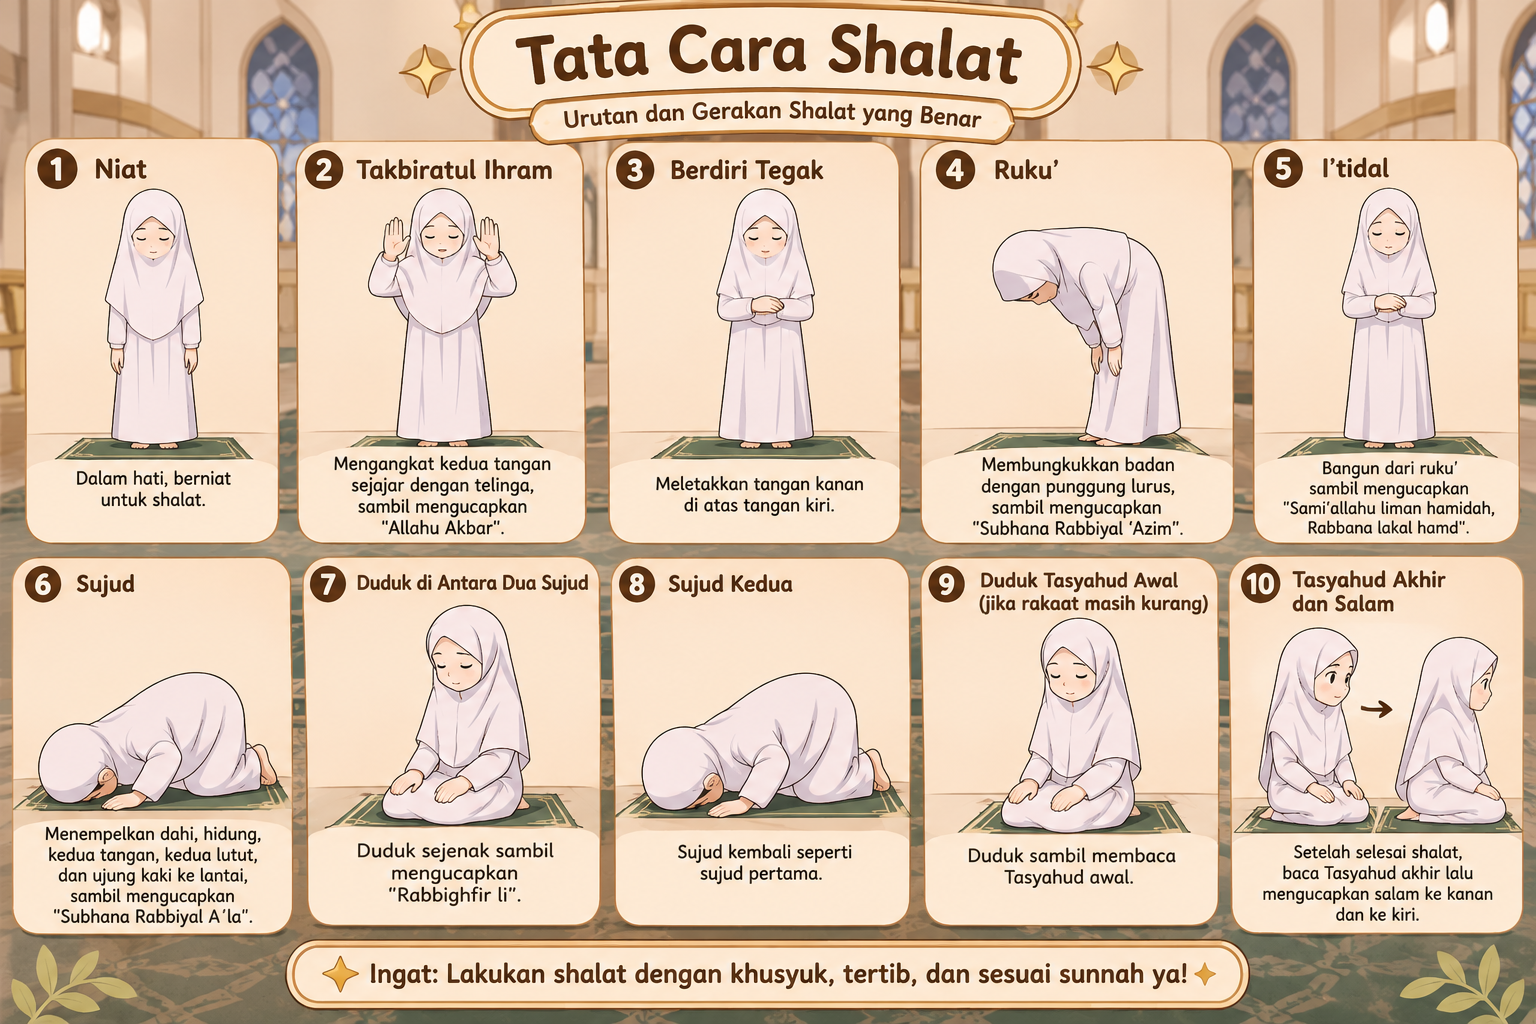 Tata Cara Shalat
Urutan dan Gerakan Shalat yang Benar
1 Niat
Dalam hati, berniat
untuk shalat.
2 Takbiratul Ihram
Mengangkat kedua tangan
sejajar dengan telinga,
sambil mengucapkan
"Allahu Akbar".
3 Berdiri Tegak
Meletakkan tangan kanan
di atas tangan kiri.
4 Ruku'
Membungkukkan badan
dengan punggung lurus,
sambil mengucapkan
"Subhana Rabbiyal 'Azim".
5 I'tidal
Bangun dari ruku'
sambil mengucapkan
"Sami'allahu liman hamidah,
Rabbana lakal hamd".
6 Sujud
Menempelkan dahi, hidung,
kedua tangan, kedua lutut,
dan ujung kaki ke lantai,
sambil mengucapkan
"Subhana Rabbiyal A'la".
7 Duduk di Antara Dua Sujud
Duduk sejenak sambil
mengucapkan
"Rabbighfir li".
8 Sujud Kedua
Sujud kembali seperti
sujud pertama.
9 Duduk Tasyahud Awal
(jika rakaat masih kurang)
Duduk sambil membaca
Tasyahud awal.
10 Tasyahud Akhir
dan Salam
Setelah selesai shalat,
baca Tasyahud akhir lalu
mengucapkan salam ke kanan
dan ke kiri.
Ingat: Lakukan shalat dengan khusyuk, tertib, dan sesuai sunnah ya!